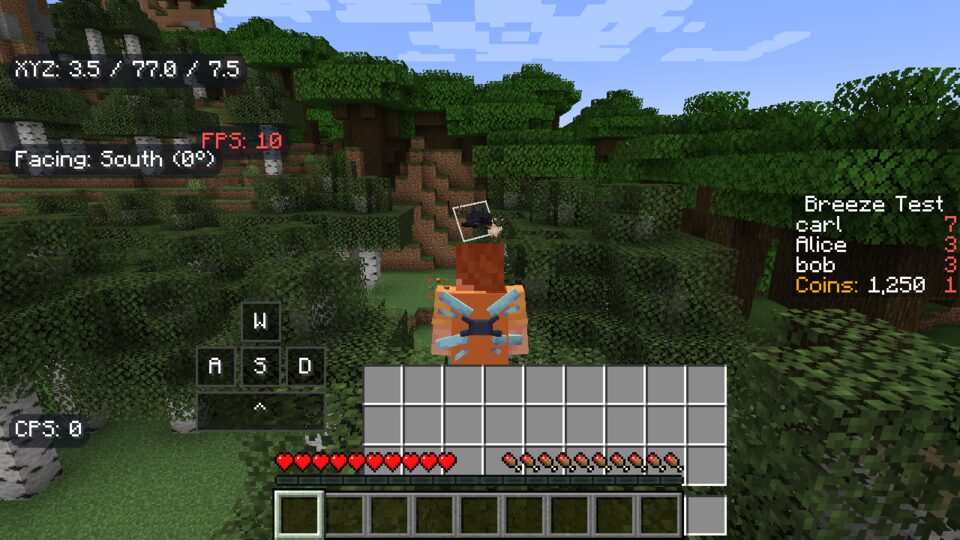 XYZ: 3.5 / 77.0 / 7.5
FPS: 10
Facing: South (0°)
Breeze Test
carl 7
Alice 3
bob 3
Coins: 1,250 1
W
A S D
^
CPS: 0